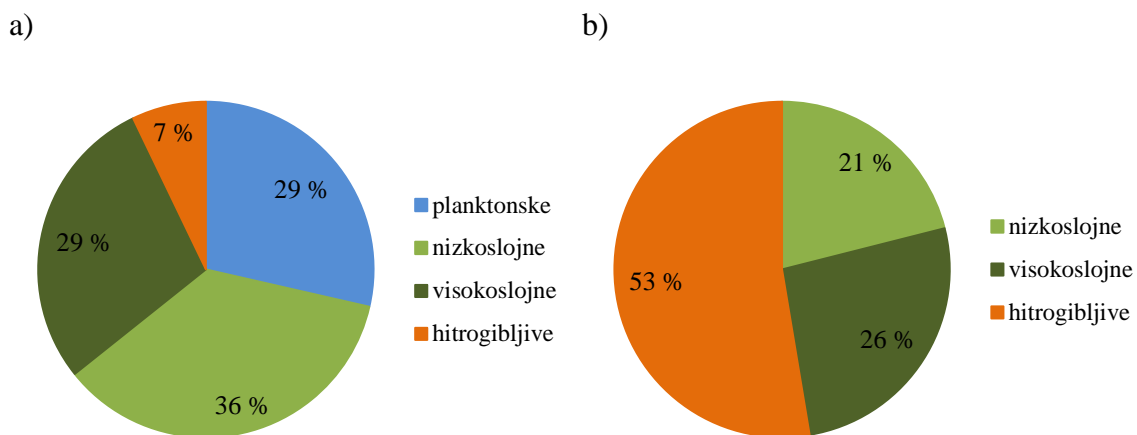 a)
7 %
29 %
29 %
36 %
planktonske
nizkoslojne
visokoslojne
hitrogibljive
b)
21 %
53 %
26 %
nizkoslojne
visokoslojne
hitrogibljive